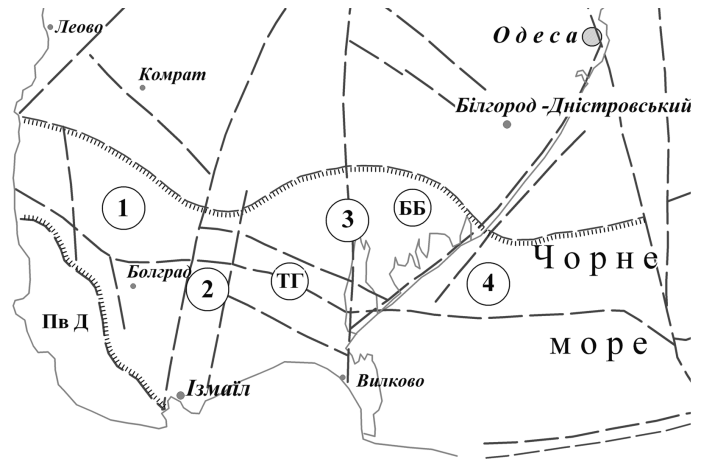 Леово
Одеса
Комрат
Білгород -Дністровський
1
ББ
3
Чорне
Болград
2
ТГ
4
Пв Д
море
Ізмаїл
Вилково